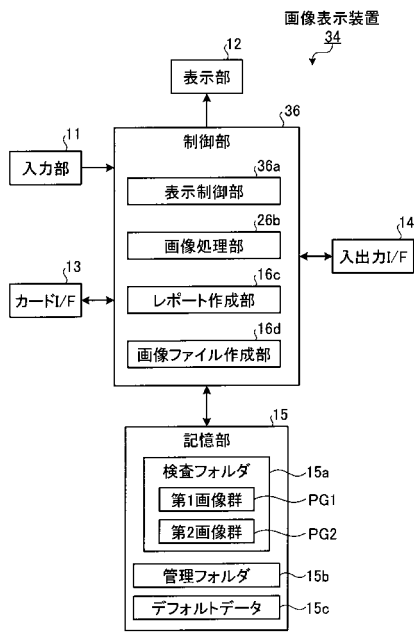 画像表示装置
34
12
表示部
36
制御部
11
入力部
36a
表示制御部
26b
画像処理部
14
入出力I/F
13
カードI/F
16c
レポート作成部
16d
画像ファイル作成部
15
記憶部
検査フォルダ
15a
第1画像群
PG1
第2画像群
PG2
管理フォルダ
15b
デフォルトデータ
15c